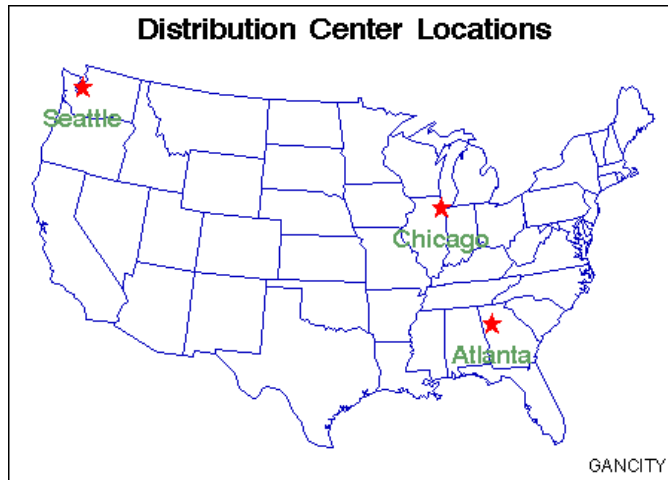 Distribution Center Locations
Seattle
Chicago
Atlanta
GANCITY